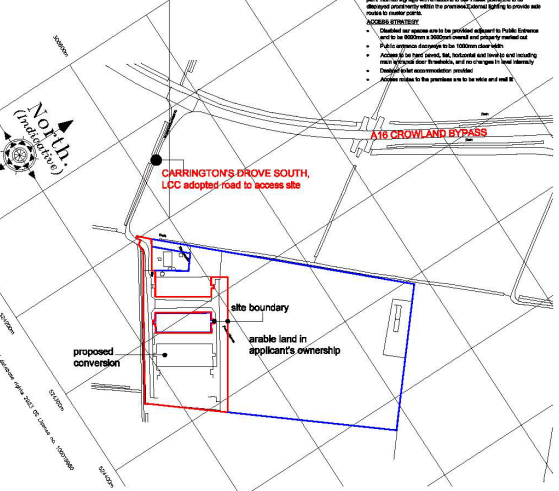 displayed prominently within the premises. External lighting to provide safe
routes to muster points.
ACCESS STRATEGY
Disabled car spaces are to be provided adjacent to Public Entrance
and to be 6000mm x 3600mm overall and properly marked out
Public entrance doorways to be 1000mm clear width
Access to be hard paved, flat, horizontal and level to and including
main entrance door thresholds, and no changes in level internally
Disabled toilet accommodation provided
Access routes to the premises are to be wide and well lit
North.
(Indicative)
A16 CROWLAND BYPASS
CARRINGTON'S DROVE SOUTH,
LCC adopted road to access site
site boundary
arable land in
applicant's ownership
proposed
conversion